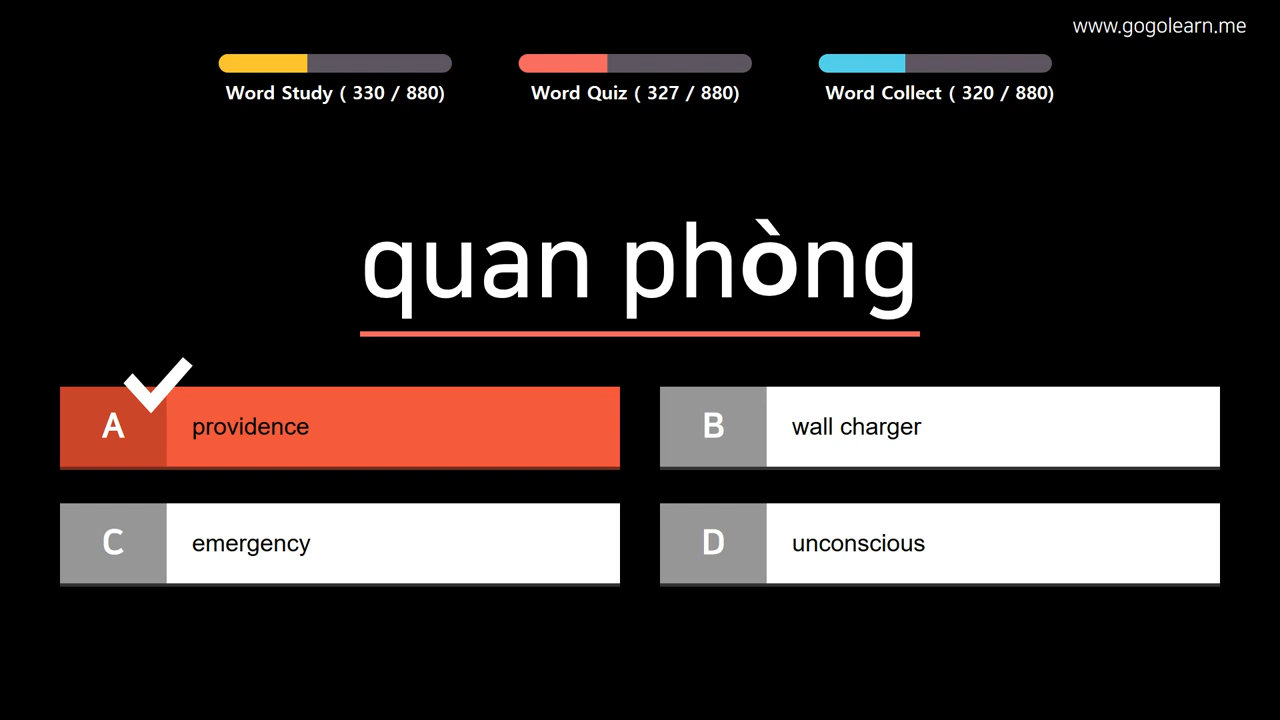 www.gogolearn.me
Word Study ( 330 / 880)
Word Quiz ( 327 / 880)
Word Collect ( 320 / 880)
quan phòng
A providence
B wall charger
C emergency
D unconscious